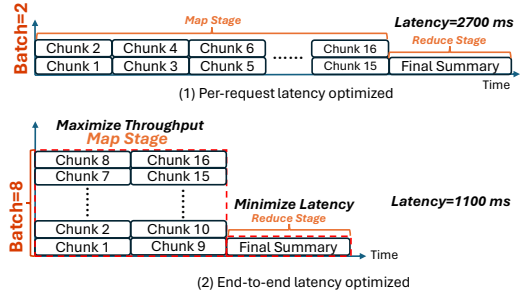 Batch=2
Map Stage
Latency=2700 ms
Reduce Stage
Chunk 2 Chunk 4 Chunk 6 ...... Chunk 16
Chunk 1 Chunk 3 Chunk 5 Chunk 15 Final Summary
Time
(1) Per-request latency optimized
Maximize Throughput
Map Stage
Batch=8
Chunk 8 Chunk 16
Chunk 7 Chunk 15
Minimize Latency
Latency=1100 ms
Reduce Stage
Chunk 2 Chunk 10
Chunk 1 Chunk 9 Final Summary
Time
(2) End-to-end latency optimized